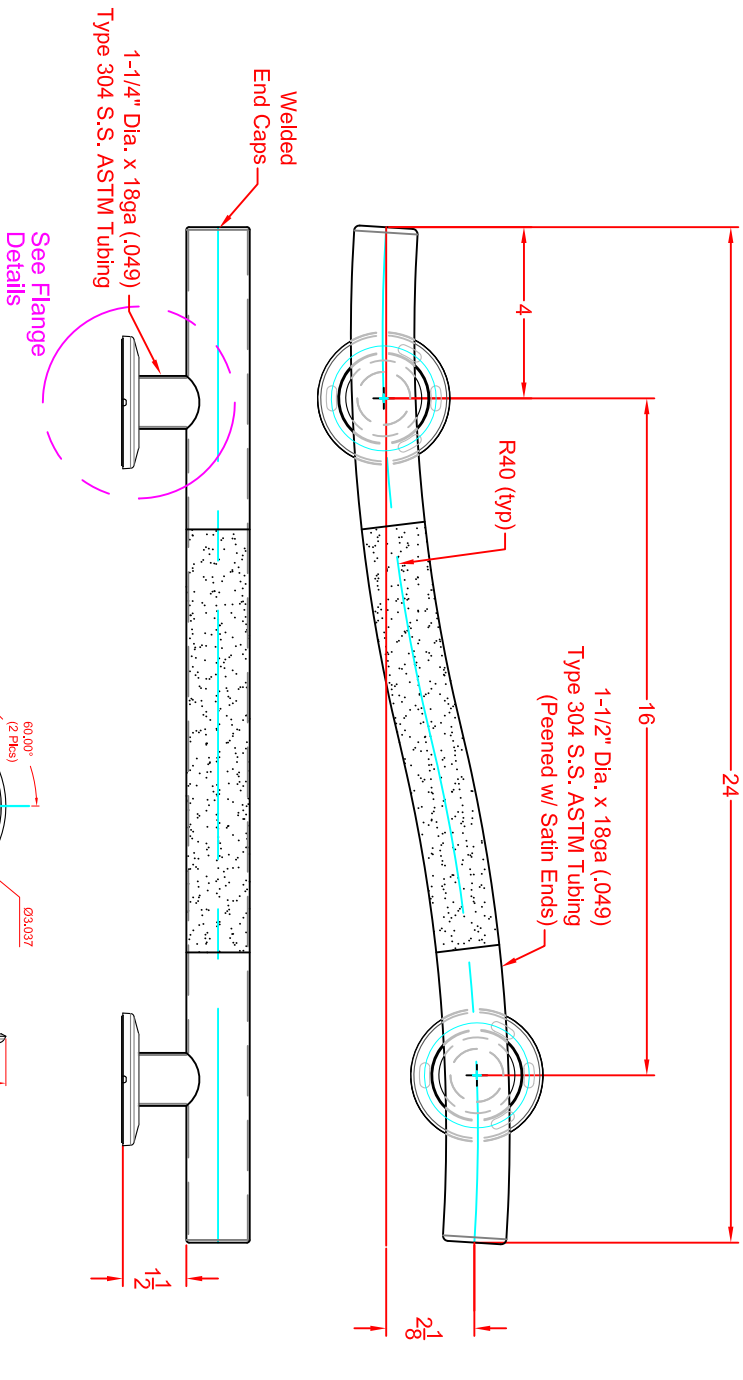 24
16
4
1-1/2" Dia. x 18ga (.049)
Type 304 S.S. ASTM Tubing
(Peened w/ Satin Ends)
R40 (typ)
2 1/8
Welded
End Caps
1-1/4" Dia. x 18ga (.049)
Type 304 S.S. ASTM Tubing
1 1/2
See Flange
Details
60.00°
(2 Plcs)
Ø3.037